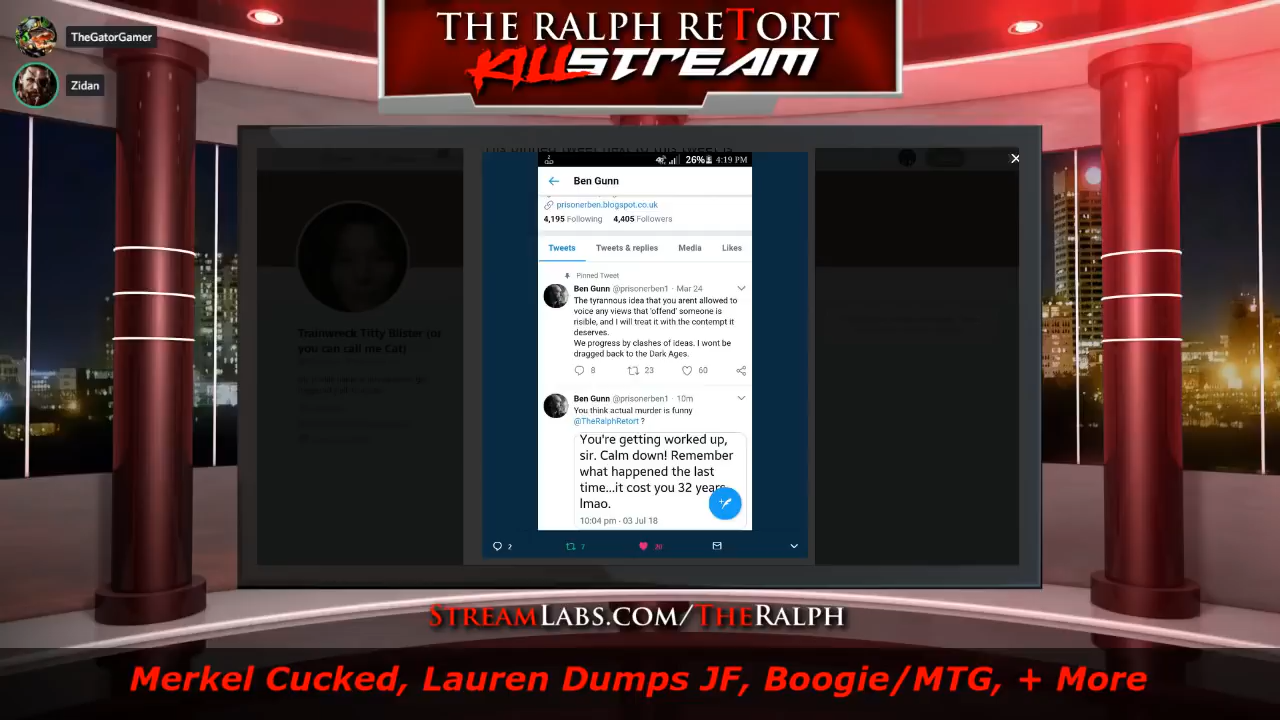 TheGatorGamer
Zidan
THE RALPH RETORT
KILLSTREAM
26% 4:19 PM
Ben Gunn
prisonerben.blogspot.co.uk
4,195 Following 4,405 Followers
Tweets Tweets & replies Media Likes
Pinned Tweet
Ben Gunn @prisonerben1 · Mar 24
The tyrannous idea that you arent allowed to
voice any views that 'offend' someone is
risible, and I will treat it with the contempt it
deserves.
We progress by clashes of ideas. I wont be
dragged back to the Dark Ages.
8 23 60
Ben Gunn @prisonerben1 · 10m
You think actual murder is funny
@TheRalphRetort ?
You're getting worked up,
sir. Calm down! Remember
what happened the last
time...it cost you 32 years
lmao.
10:04 pm · 03 Jul 18
2 7 20
Trainwreck Titty Blister (or
you can call me Cat)
STREAMLABS.COM/THERALPH
Merkel Cucked, Lauren Dumps JF, Boogie/MTG, + More